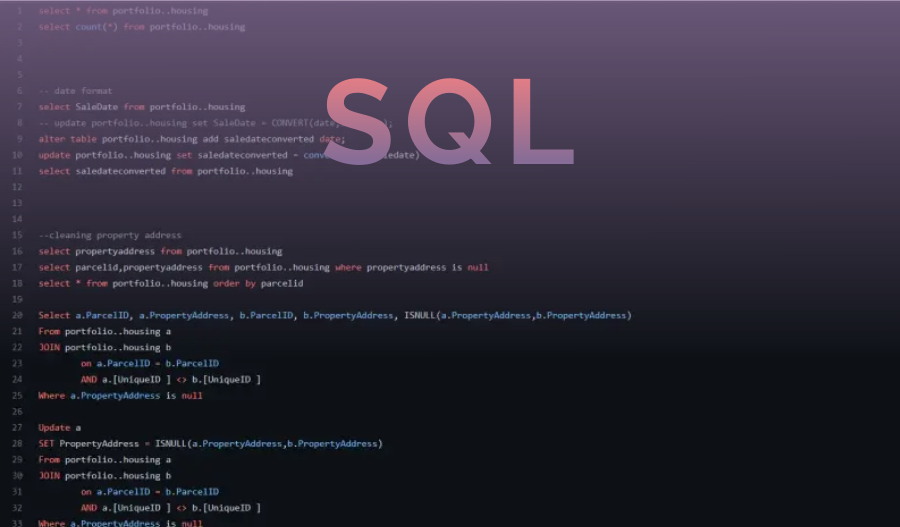 SQL
1 select * from portfolio..housing
2 select count(*) from portfolio..housing
3
4
5
6 -- date format
7 select SaleDate from portfolio..housing
8 -- update portfolio..housing set SaleDate = CONVERT(date
9 alter table portfolio..housing add saledateconverted date;
10 update portfolio..housing set saledateconverted =
11 select saledateconverted from portfolio..housing
12
13
14
15 --cleaning property address
16 select propertyaddress from portfolio..housing
17 select parcelid,propertyaddress from portfolio..housing where propertyaddress is null
18 select * from portfolio..housing order by parcelid
19
20 Select a.ParcelID, a.PropertyAddress, b.ParcelID, b.PropertyAddress, ISNULL(a.PropertyAddress,b.PropertyAddress)
21 From portfolio..housing a
22 JOIN portfolio..housing b
23 on a.ParcelID = b.ParcelID
24 AND a.[UniqueID ] <> b.[UniqueID ]
25 Where a.PropertyAddress is null
26
27 Update a
28 SET PropertyAddress = ISNULL(a.PropertyAddress,b.PropertyAddress)
29 From portfolio..housing a
30 JOIN portfolio..housing b
31 on a.ParcelID = b.ParcelID
32 AND a.[UniqueID ] <> b.[UniqueID ]
33 Where a.PropertyAddress is null